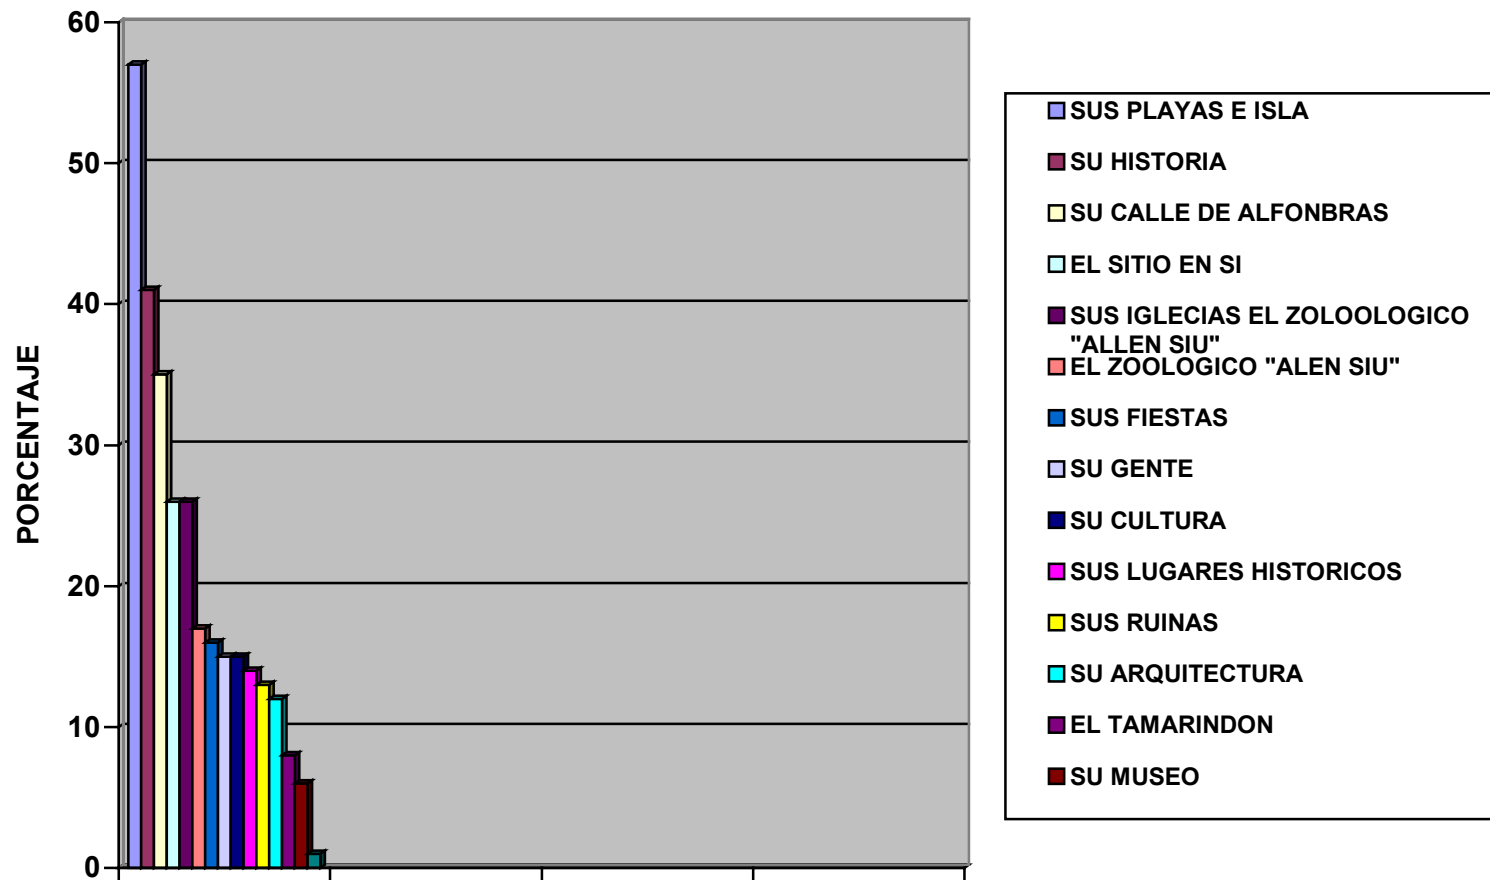 60
50
40
30
20
10
0
PORCENTAJE
SUS PLAYAS E ISLA
SU HISTORIA
SU CALLE DE ALFONBRAS
EL SITIO EN SI
SUS IGLECIAS EL ZOLOOLOGICO
"ALLEN SIU"
EL ZOOLOGICO "ALEN SIU"
SUS FIESTAS
SU GENTE
SU CULTURA
SUS LUGARES HISTORICOS
SUS RUINAS
SU ARQUITECTURA
EL TAMARINDON
SU MUSEO